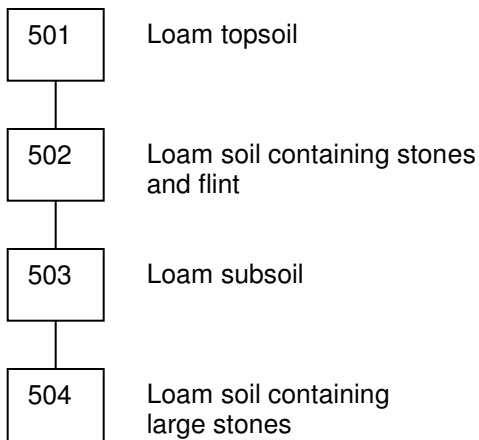 501 Loam topsoil
502 Loam soil containing stones
and flint
503 Loam subsoil
504 Loam soil containing
large stones